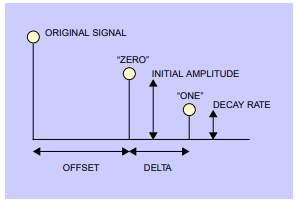 ORIGINAL SIGNAL
“ZERO”
INITIAL AMPLITUDE
“ONE”
DECAY RATE
OFFSET
DELTA